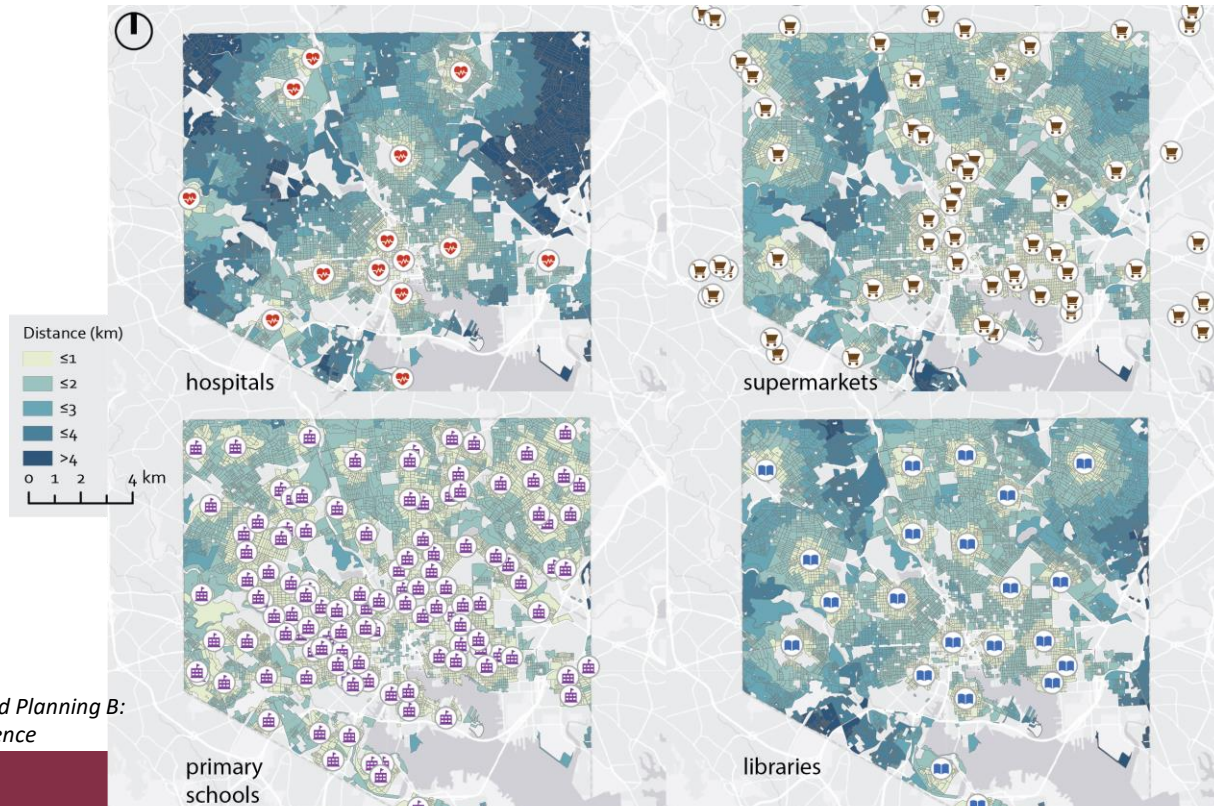 hospitals
supermarkets
Distance (km)
≤1
≤2
≤3
≤4
>4
0 1 2 4 km
d Planning B:
ence
primary
schools
libraries